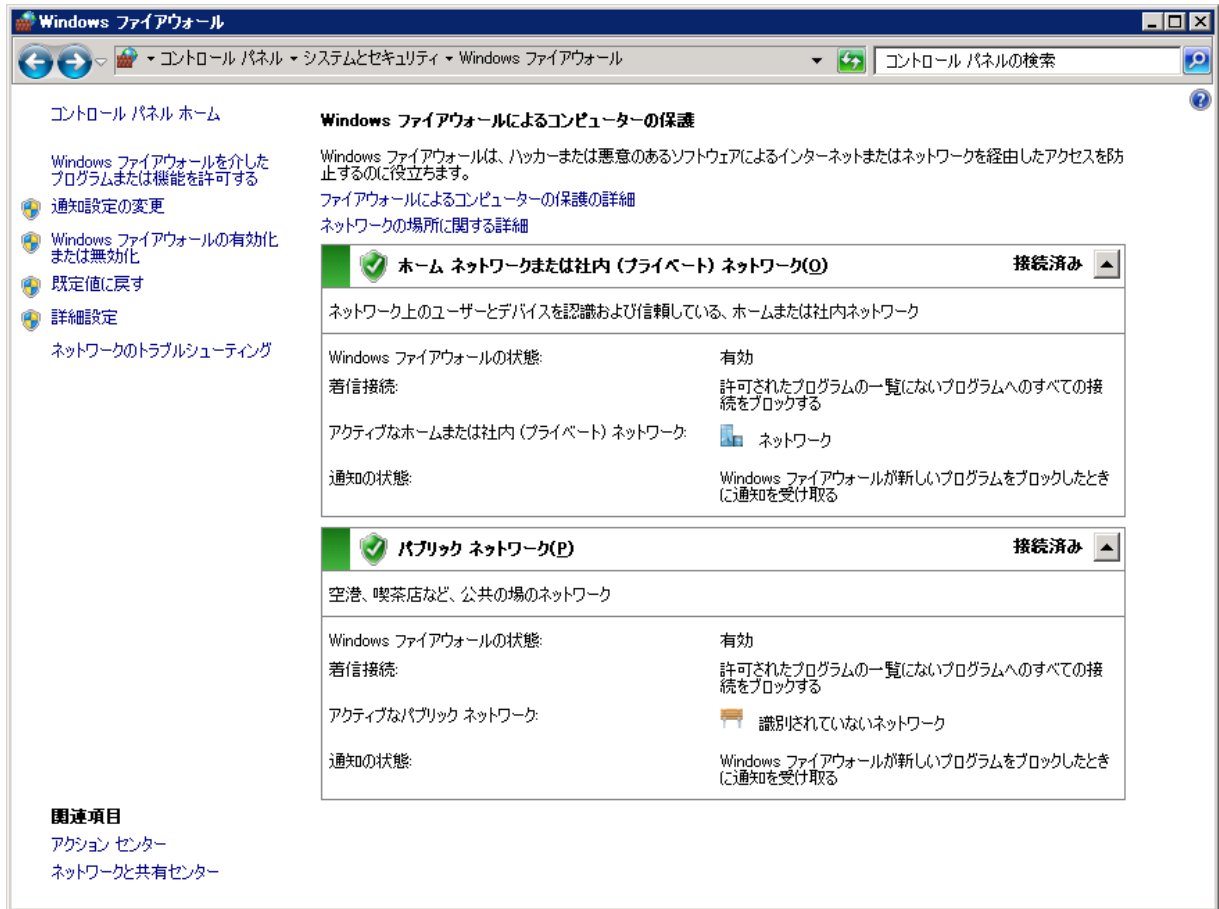 Windows ファイアウォール
コントロール パネル
システムとセキュリティ
Windows ファイアウォール
コントロール パネルの検索
コントロール パネル ホーム
Windows ファイアウォールを介した
プログラムまたは機能を許可する
通知設定の変更
Windows ファイアウォールの有効化
または無効化
既定値に戻す
詳細設定
ネットワークのトラブルシューティング
関連項目
アクション センター
ネットワークと共有センター
Windows ファイアウォールによるコンピューターの保護
Windows ファイアウォールは、ハッカーまたは悪意のあるソフトウェアによるインターネットまたはネットワークを経由したアクセスを防
止するのに役立ちます。
ファイアウォールによるコンピューターの保護の詳細
ネットワークの場所に関する詳細
ホーム ネットワークまたは社内 (プライベート) ネットワーク(O)
接続済み
ネットワーク上のユーザーとデバイスを認識および信頼している、ホームまたは社内ネットワーク
Windows ファイアウォールの状態:
有効
着信接続:
許可されたプログラムの一覧にないプログラムへのすべての接
続をブロックする
アクティブなホームまたは社内 (プライベート) ネットワーク:
ネットワーク
通知の状態:
Windows ファイアウォールが新しいプログラムをブロックしたとき
に通知を受け取る
パブリック ネットワーク(P)
接続済み
空港、喫茶店など、公共の場のネットワーク
Windows ファイアウォールの状態:
有効
着信接続:
許可されたプログラムの一覧にないプログラムへのすべての接
続をブロックする
アクティブなパブリック ネットワーク:
識別されていないネットワーク
通知の状態:
Windows ファイアウォールが新しいプログラムをブロックしたとき
に通知を受け取る